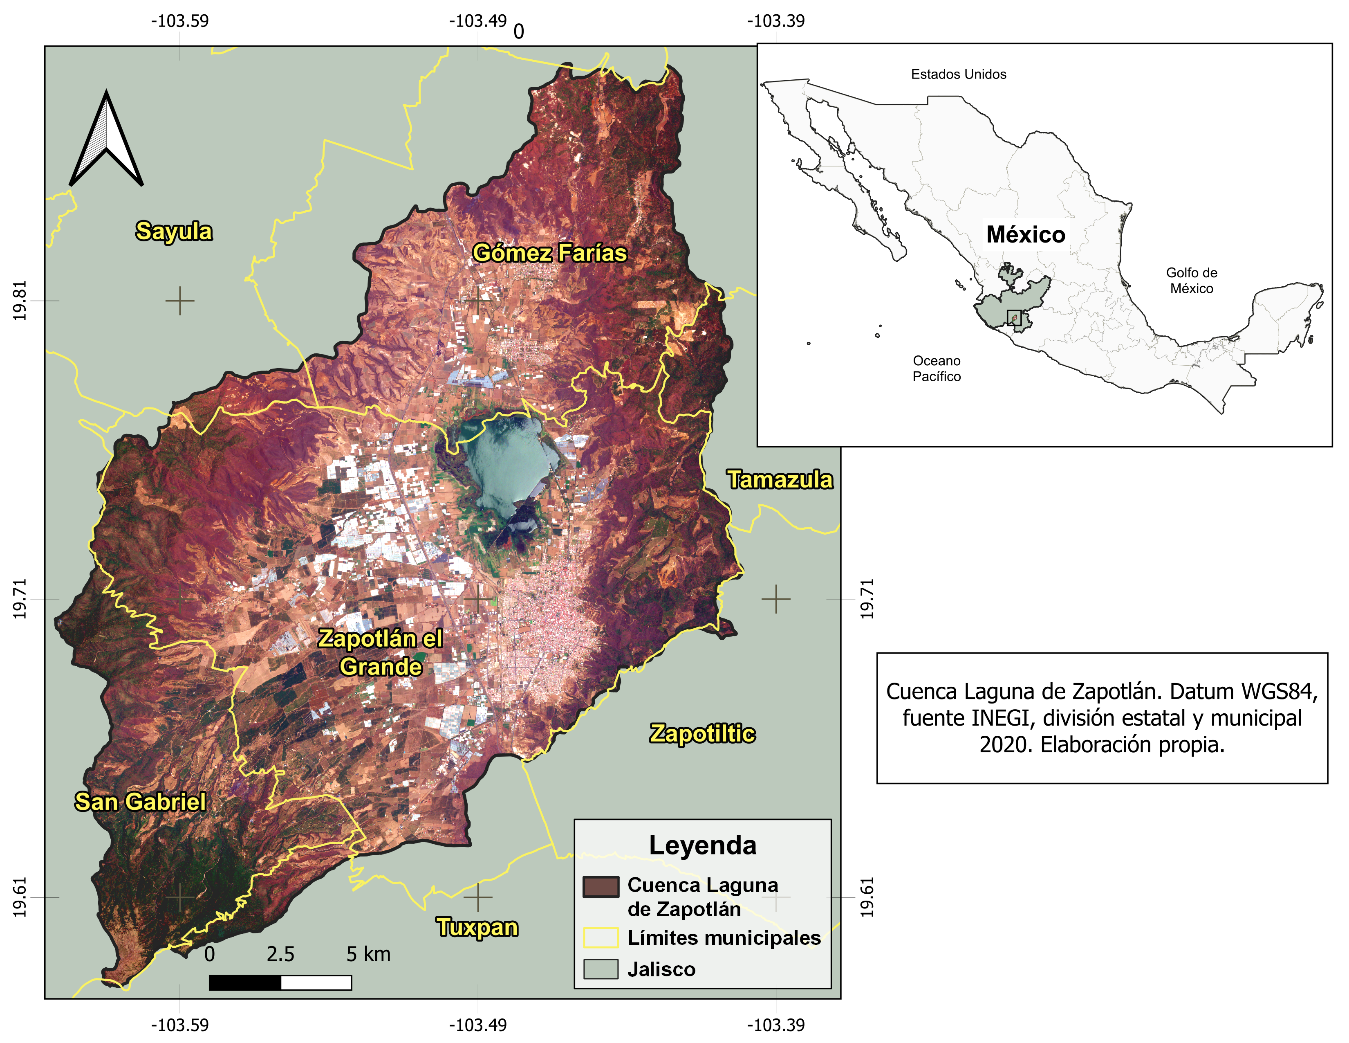 -103.59
-103.49
0
-103.39
Estados Unidos
México
Golfo de
México
Oceano
Pacífico
Sayula
Gómez Farías
19.81
Tamazula
19.71
19.71
Zapotlán el
Grande
Cuenca Laguna de Zapotlán. Datum WGS84,
fuente INEGI, división estatal y municipal
2020. Elaboración propia.
Zapotiltic
San Gabriel
Leyenda
Cuenca Laguna
de Zapotlán
Límites municipales
Jalisco
19.61
19.61
Tuxpan
0
2.5
5 km
-103.59
-103.49
-103.39